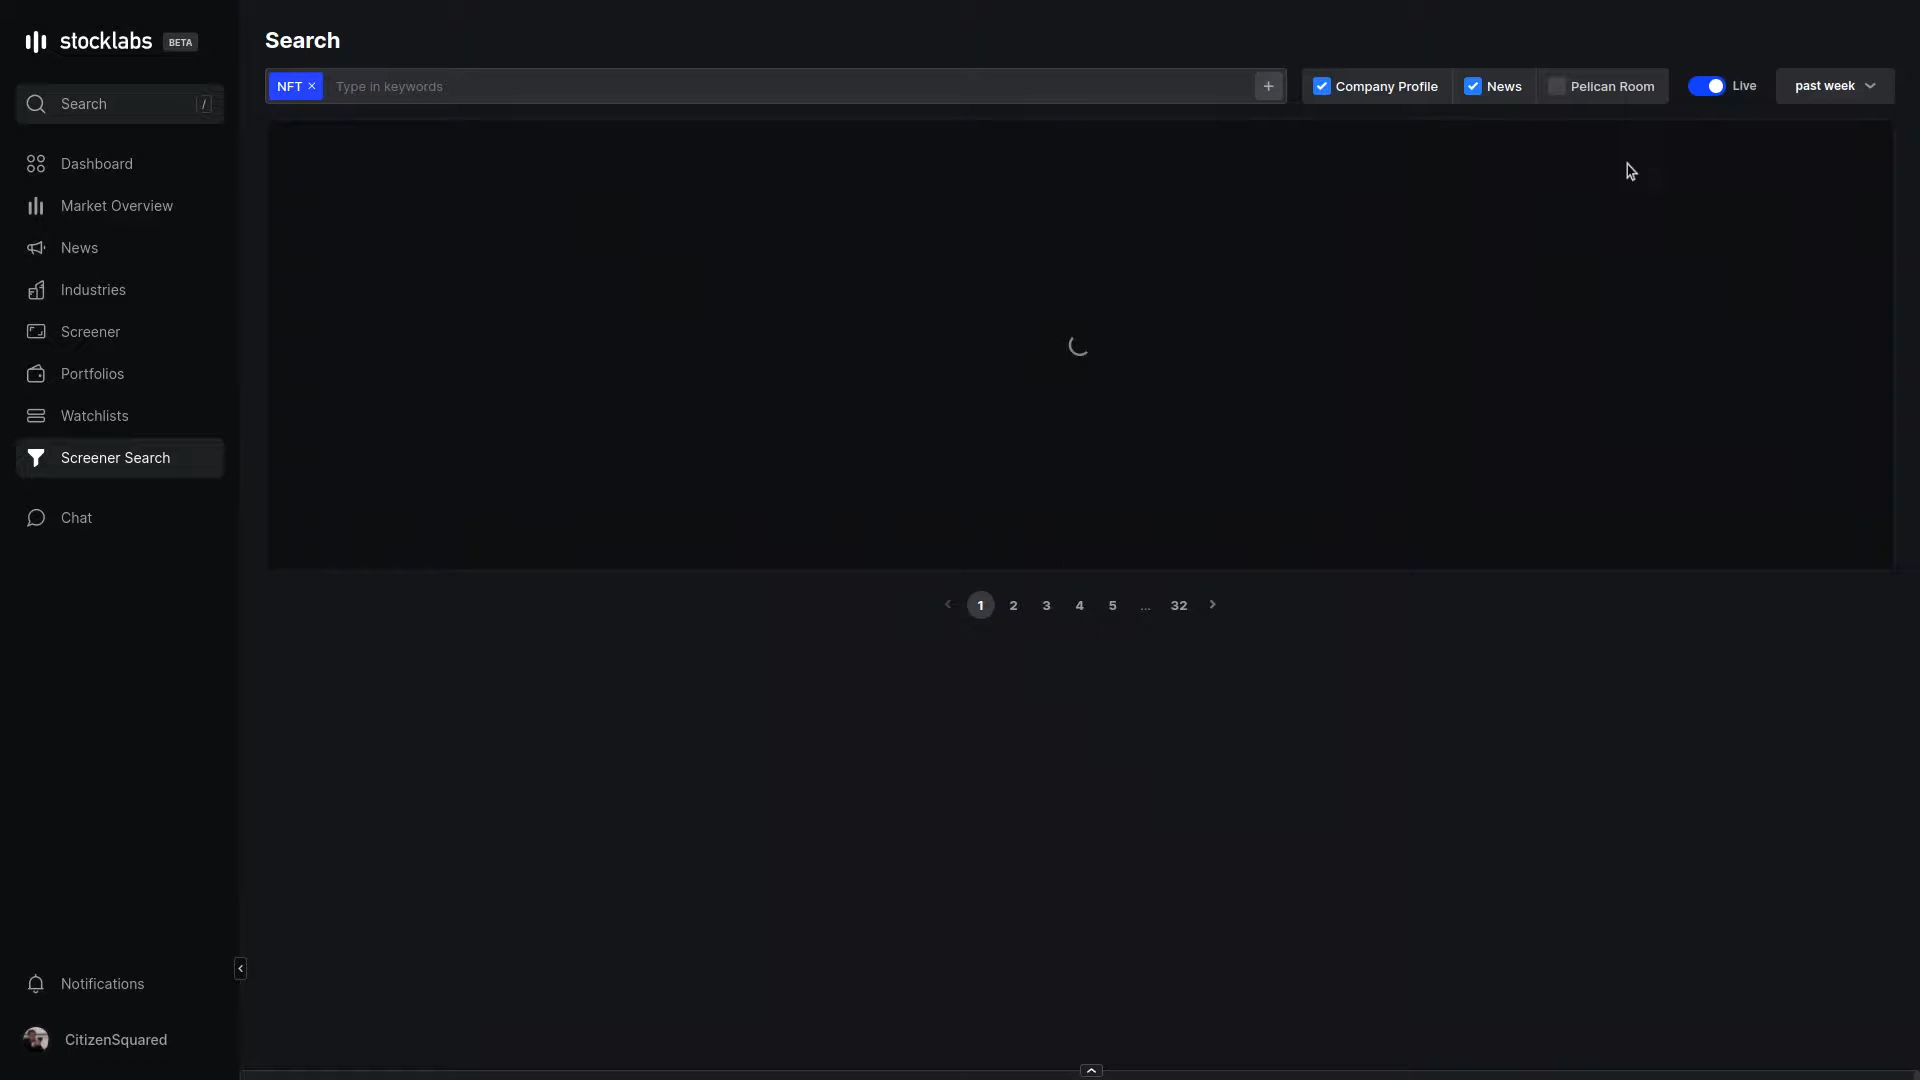 stocklabs BETA
Search /
Dashboard
Market Overview
News
Industries
Screener
Portfolios
Watchlists
Screener Search
Chat
Notifications
CitizenSquared
Search
NFT × Type in keywords +
Company Profile News Pelican Room Live past week
1 2 3 4 5 ... 32